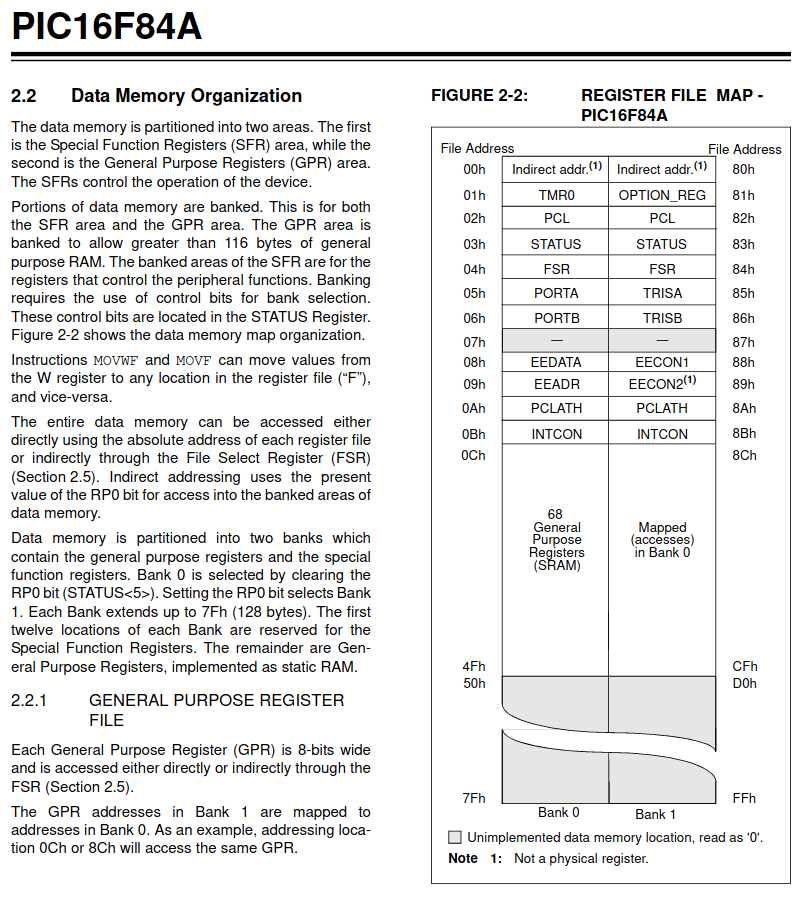 PIC16F84A
2.2 Data Memory Organization
The data memory is partitioned into two areas. The first
is the Special Function Registers (SFR) area, while the
second is the General Purpose Registers (GPR) area.
The SFRs control the operation of the device.
Portions of data memory are banked. This is for both
the SFR area and the GPR area. The GPR area is
banked to allow greater than 116 bytes of general
purpose RAM. The banked areas of the SFR are for the
registers that control the peripheral functions. Banking
requires the use of control bits for bank selection.
These control bits are located in the STATUS Register.
Figure 2-2 shows the data memory map organization.
Instructions MOVWF and MOVF can move values from
the W register to any location in the register file (“F”),
and vice-versa.
The entire data memory can be accessed either
directly using the absolute address of each register file
or indirectly through the File Select Register (FSR)
(Section 2.5). Indirect addressing uses the present
value of the RP0 bit for access into the banked areas of
data memory.
Data memory is partitioned into two banks which
contain the general purpose registers and the special
function registers. Bank 0 is selected by clearing the
RP0 bit (STATUS<5>). Setting the RP0 bit selects Bank
1. Each Bank extends up to 7Fh (128 bytes). The first
twelve locations of each Bank are reserved for the
Special Function Registers. The remainder are Gen-
eral Purpose Registers, implemented as static RAM.
2.2.1 GENERAL PURPOSE REGISTER
FILE
Each General Purpose Register (GPR) is 8-bits wide
and is accessed either directly or indirectly through the
FSR (Section 2.5).
The GPR addresses in Bank 1 are mapped to
addresses in Bank 0. As an example, addressing loca-
tion 0Ch or 8Ch will access the same GPR.
FIGURE 2-2: REGISTER FILE MAP -
PIC16F84A
File Address File Address
00h Indirect addr.(1) Indirect addr.(1) 80h
01h TMR0 OPTION_REG 81h
02h PCL PCL 82h
03h STATUS STATUS 83h
04h FSR FSR 84h
05h PORTA TRISA 85h
06h PORTB TRISB 86h
07h — — 87h
08h EEDATA EECON1 88h
09h EEADR EECON2(1) 89h
0Ah PCLATH PCLATH 8Ah
0Bh INTCON INTCON 8Bh
0Ch 8Ch
68
General
Purpose
Registers
(SRAM)
Mapped
(accesses)
in Bank 0
4Fh CFh
50h D0h
7Fh FFh
Bank 0 Bank 1
Unimplemented data memory location, read as '0'.
Note 1: Not a physical register.